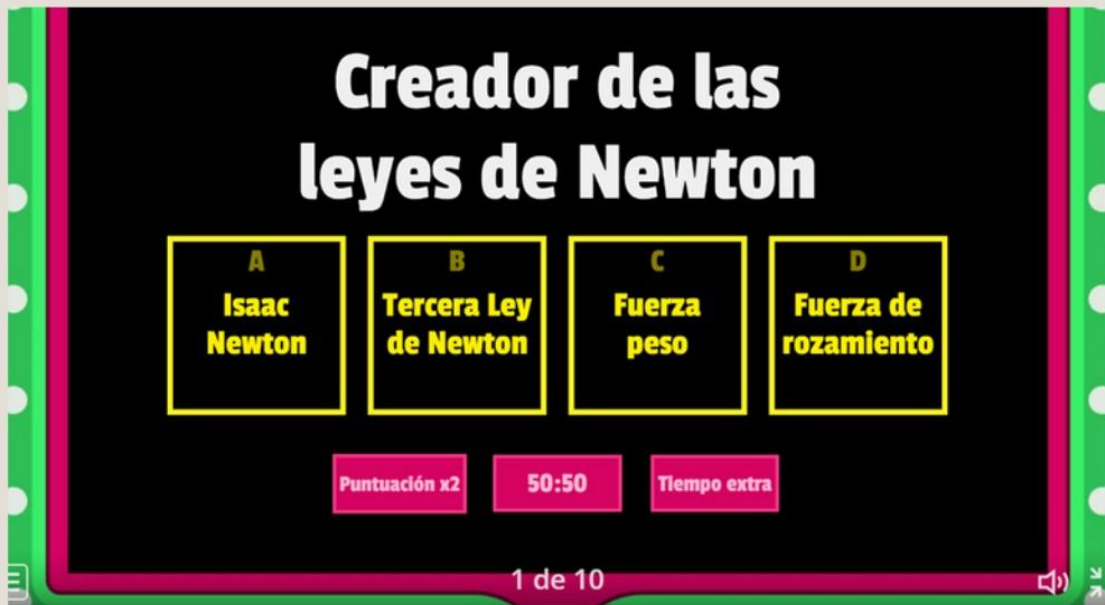 Creador de las
leyes de Newton
A
Isaac
Newton
B
Tercera Ley
de Newton
C
Fuerza
peso
D
Fuerza de
rozamiento
Puntuación x2
50:50
Tiempo extra
1 de 10